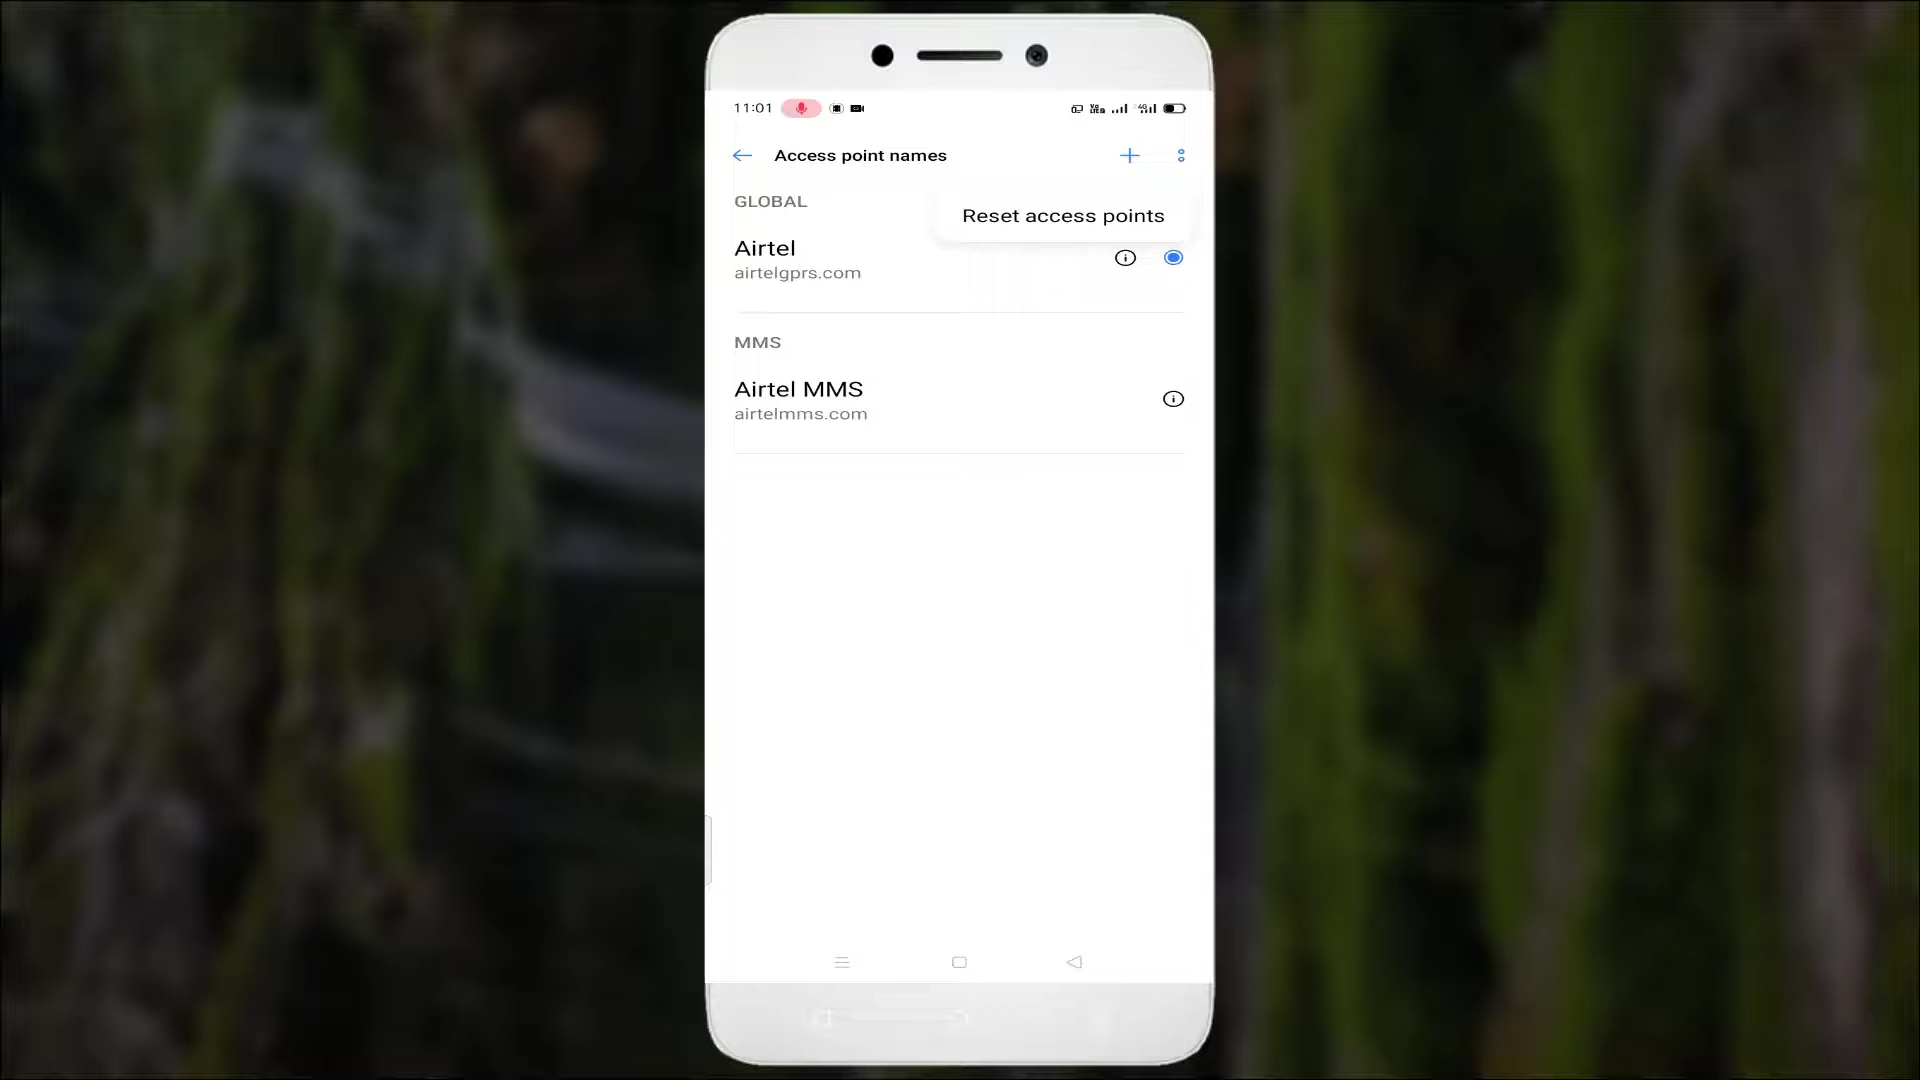 11:01
Access point names
GLOBAL
Reset access points
Airtel
airtelgprs.com
MMS
Airtel MMS
airtelmms.com